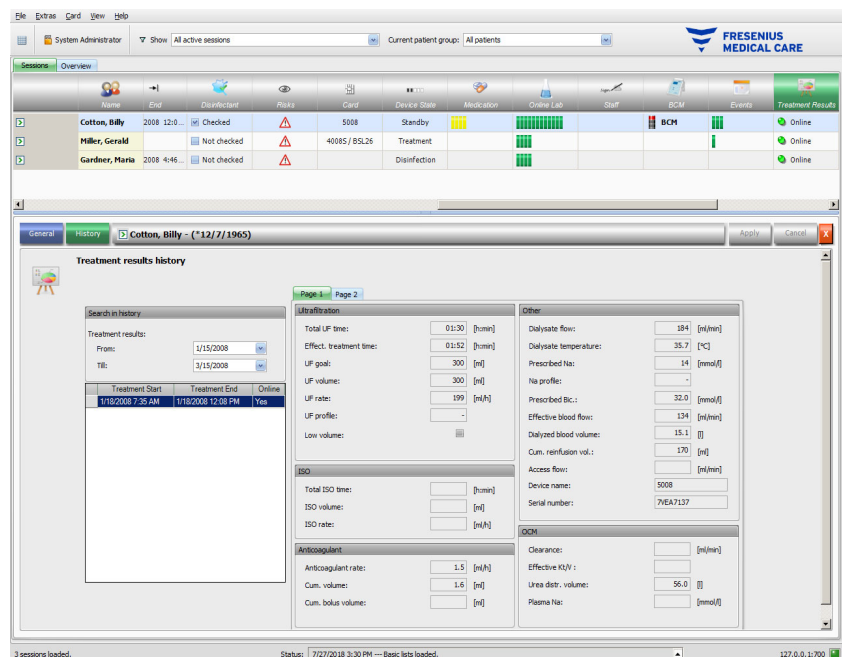 File Extras Card View Help
System Administrator Show All active sessions Current patient group: All patients
FRESENIUS
MEDICAL CARE
Sessions Overview
Name End Disinfectant Risks Card Device State Medication Online Lab Staff BCM Events Treatment Results
Cotton, Billy 2008 12:0... Checked 5008 Standby BCM Online
Miller, Gerald Not checked 4008S / BSL26 Treatment Online
Gardner, Maria 2008 4:46... Not checked Disinfection Online
General History Cotton, Billy - (*12/7/1965) Apply Cancel X
Treatment results history
Page 1 Page 2
Search in history
Treatment results:
From: 1/15/2008
Till: 3/15/2008
Treatment Start Treatment End Online
1/18/2008 7:35 AM 1/18/2008 12:08 PM Yes
Ultrafiltration
Total UF time: 01:30 [h:min]
Effect. treatment time: 01:52 [h:min]
UF goal: 300 [ml]
UF volume: 300 [ml]
UF rate: 199 [ml/h]
UF profile: -
Low volume:
ISO
Total ISO time: [h:min]
ISO volume: [ml]
ISO rate: [ml/h]
Anticoagulant
Anticoagulant rate: 1.5 [ml/h]
Cum. volume: 1.6 [ml]
Cum. bolus volume: [ml]
Other
Dialysate flow: 184 [ml/min]
Dialysate temperature: 35.7 [°C]
Prescribed Na: 14 [mmol/l]
Na profile: -
Prescribed Bic.: 32.0 [mmol/l]
Effective blood flow: 134 [ml/min]
Dialyzed blood volume: 15.1 [l]
Cum. reinfusion vol.: 170 [ml]
Access flow: [ml/min]
Device name: 5008
Serial number: 7VEA7137
OCM
Clearance: [ml/min]
Effective Kt/V :
Urea distr. volume: 56.0 [l]
Plasma Na: [mmol/l]
3 sessions loaded. Status: 7/27/2018 3:30 PM --- Basic lists loaded. 127.0.0.1:700